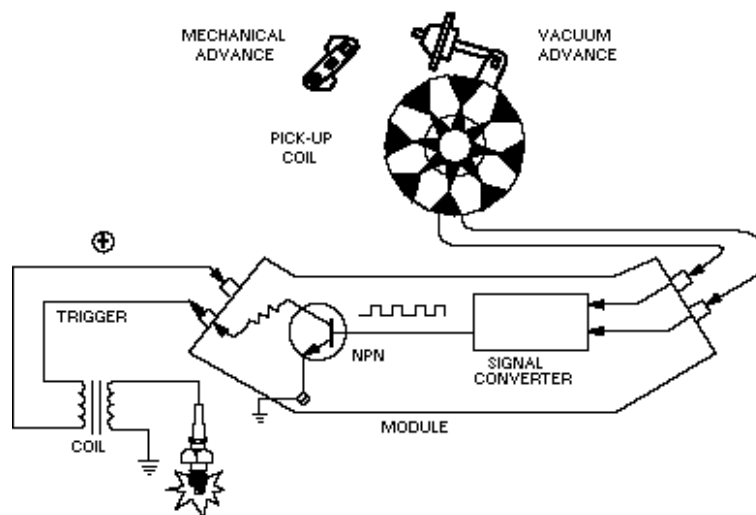 MECHANICAL
ADVANCE
VACUUM
ADVANCE
PICK-UP
COIL
+
TRIGGER
NPN
SIGNAL
CONVERTER
COIL
MODULE